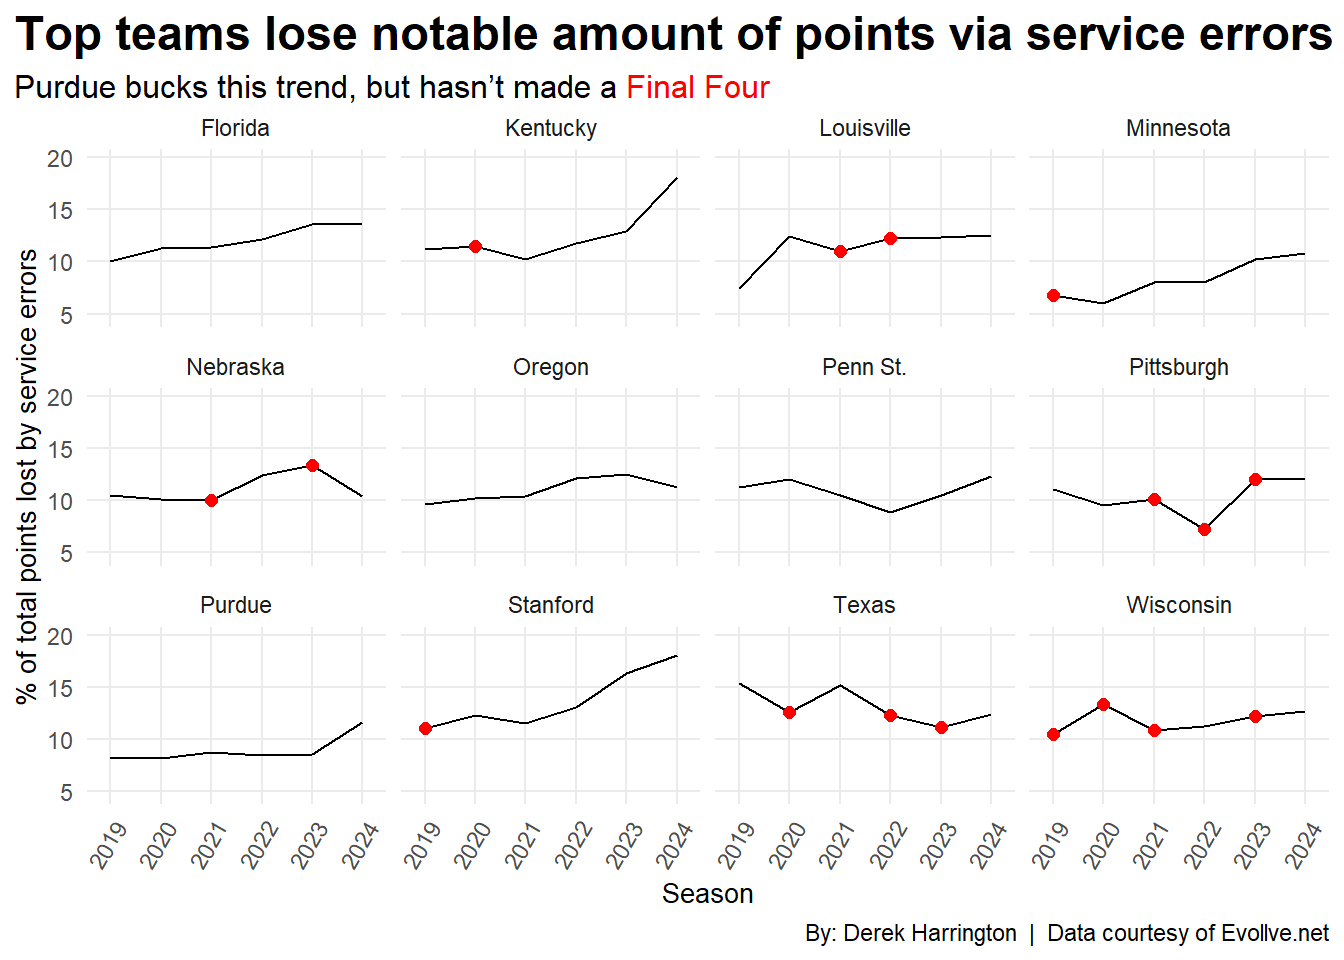 Top teams lose notable amount of points via service errors
Purdue bucks this trend, but hasn’t made a Final Four
Florida Kentucky Louisville Minnesota
20
15
10
5
Nebraska Oregon Penn St. Pittsburgh
20
15
10
5
Purdue Stanford Texas Wisconsin
20
15
10
5
% of total points lost by service errors
2019 2020 2021 2022 2023 2024 2019 2020 2021 2022 2023 2024 2019 2020 2021 2022 2023 2024 2019 2020 2021 2022 2023 2024
Season
By: Derek Harrington | Data courtesy of Evollve.net